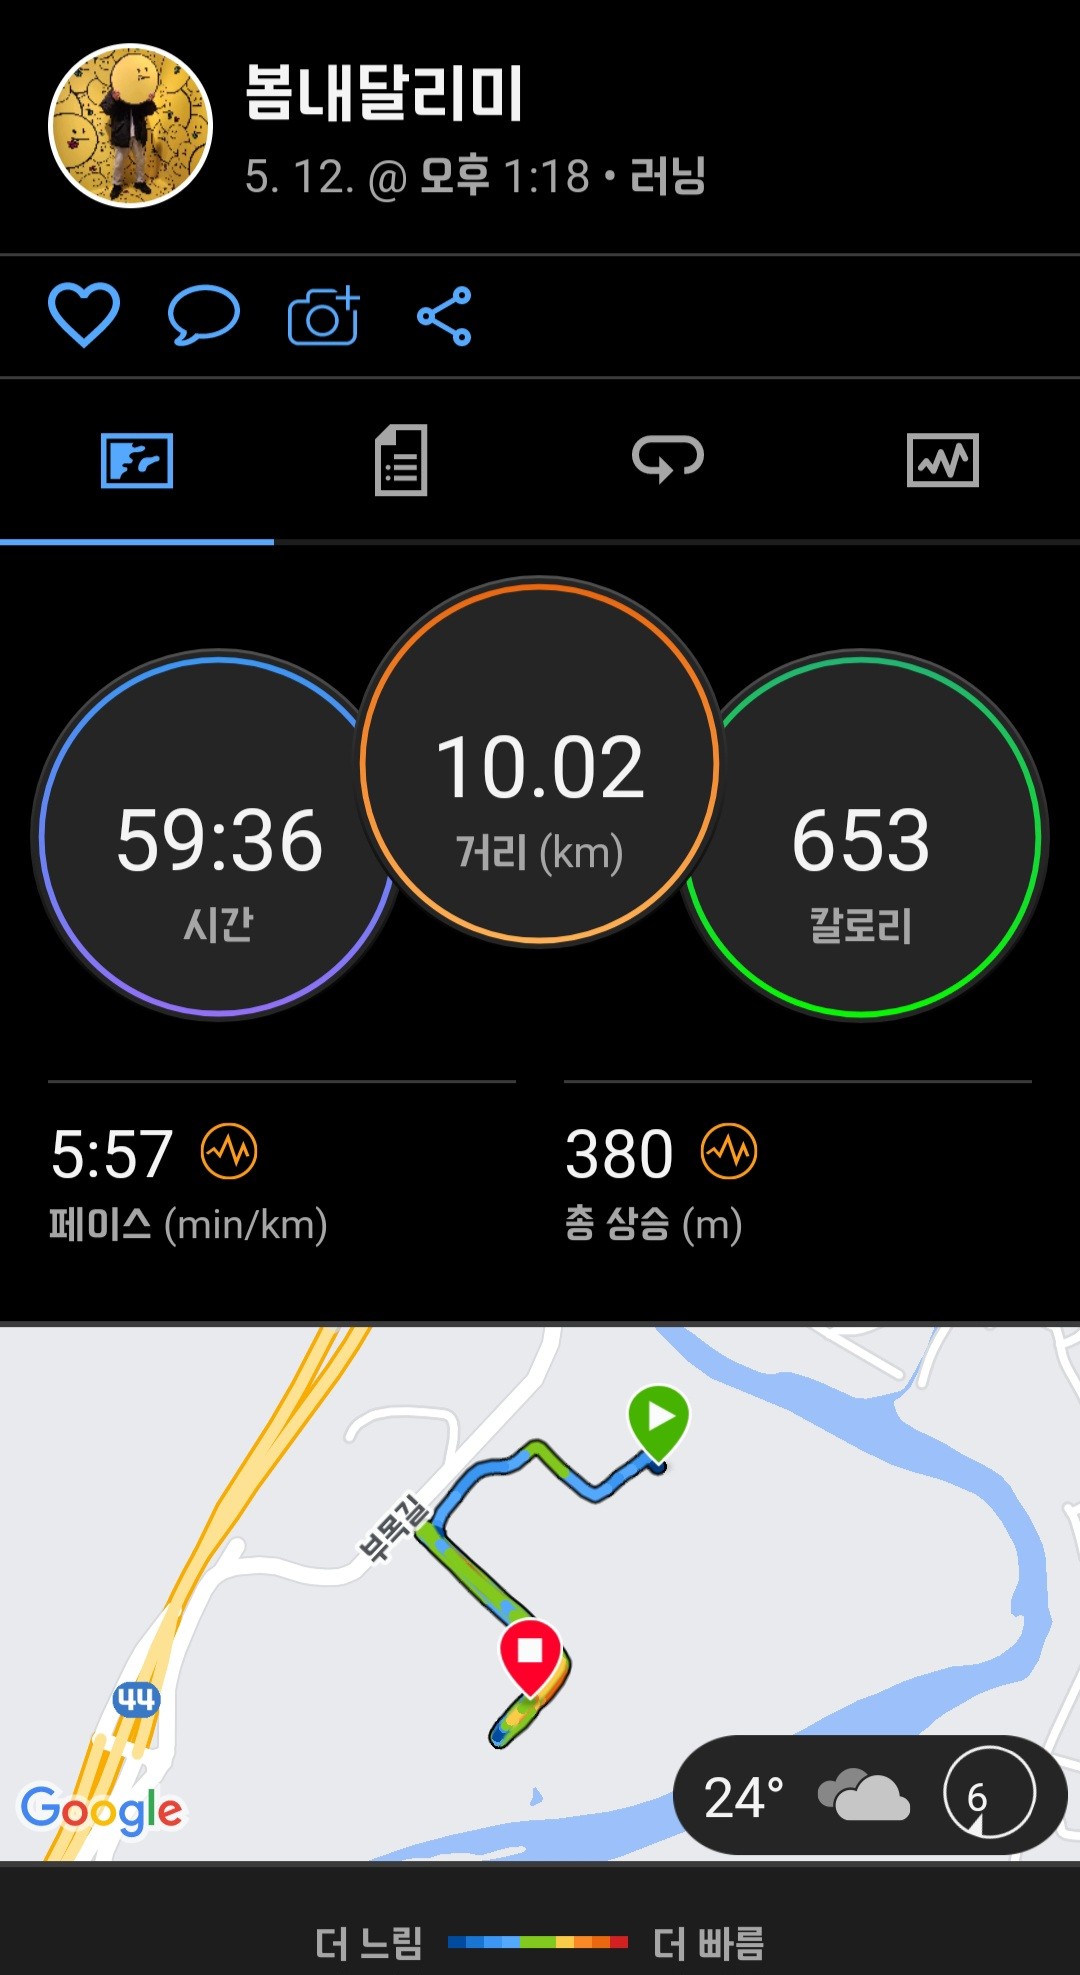 봄내달리미
5. 12. @ 오후 1:18 • 러닝
10.02
거리 (km)
59:36
시간
653
칼로리
5:57
페이스 (min/km)
380
총 상승 (m)
부목길
44
Google
24°
6
더 느림
더 빠름